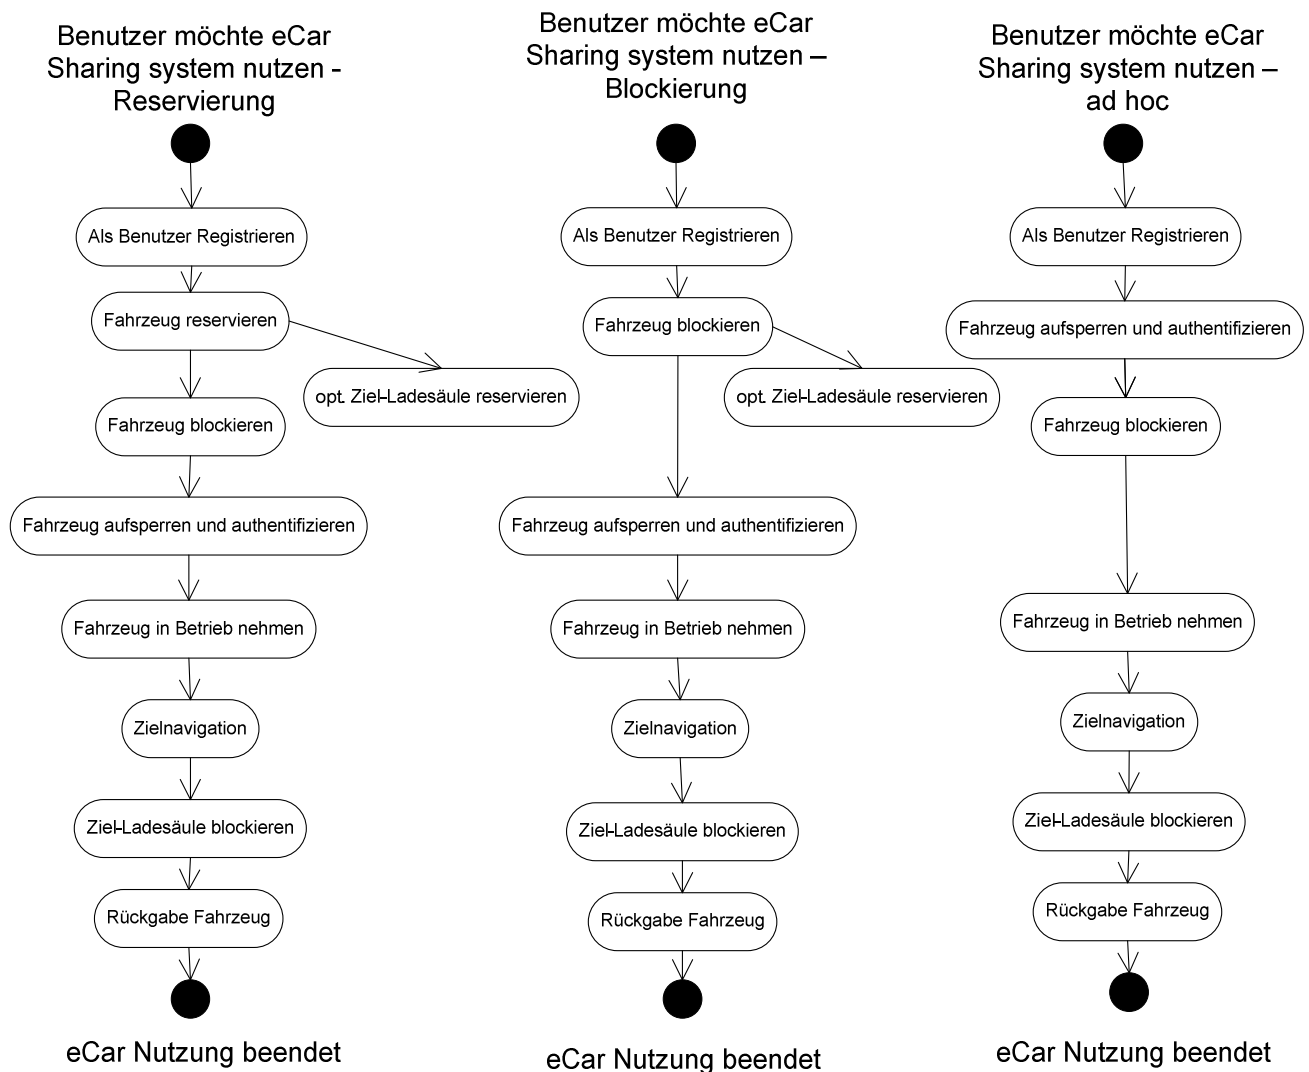 Benutzer möchte eCar
Sharing system nutzen -
Reservierung
Als Benutzer Registrieren
Fahrzeug reservieren
opt. Ziel-Ladesäule reservieren
Fahrzeug blockieren
Fahrzeug aufsperren und authentifizieren
Fahrzeug in Betrieb nehmen
Zielnavigation
Ziel-Ladesäule blockieren
Rückgabe Fahrzeug
eCar Nutzung beendet
Benutzer möchte eCar
Sharing system nutzen –
Blockierung
Als Benutzer Registrieren
Fahrzeug blockieren
opt. Ziel-Ladesäule reservieren
Fahrzeug aufsperren und authentifizieren
Fahrzeug in Betrieb nehmen
Zielnavigation
Ziel-Ladesäule blockieren
Rückgabe Fahrzeug
eCar Nutzung beendet
Benutzer möchte eCar
Sharing system nutzen –
ad hoc
Als Benutzer Registrieren
Fahrzeug aufsperren und authentifizieren
Fahrzeug blockieren
Fahrzeug in Betrieb nehmen
Zielnavigation
Ziel-Ladesäule blockieren
Rückgabe Fahrzeug
eCar Nutzung beendet